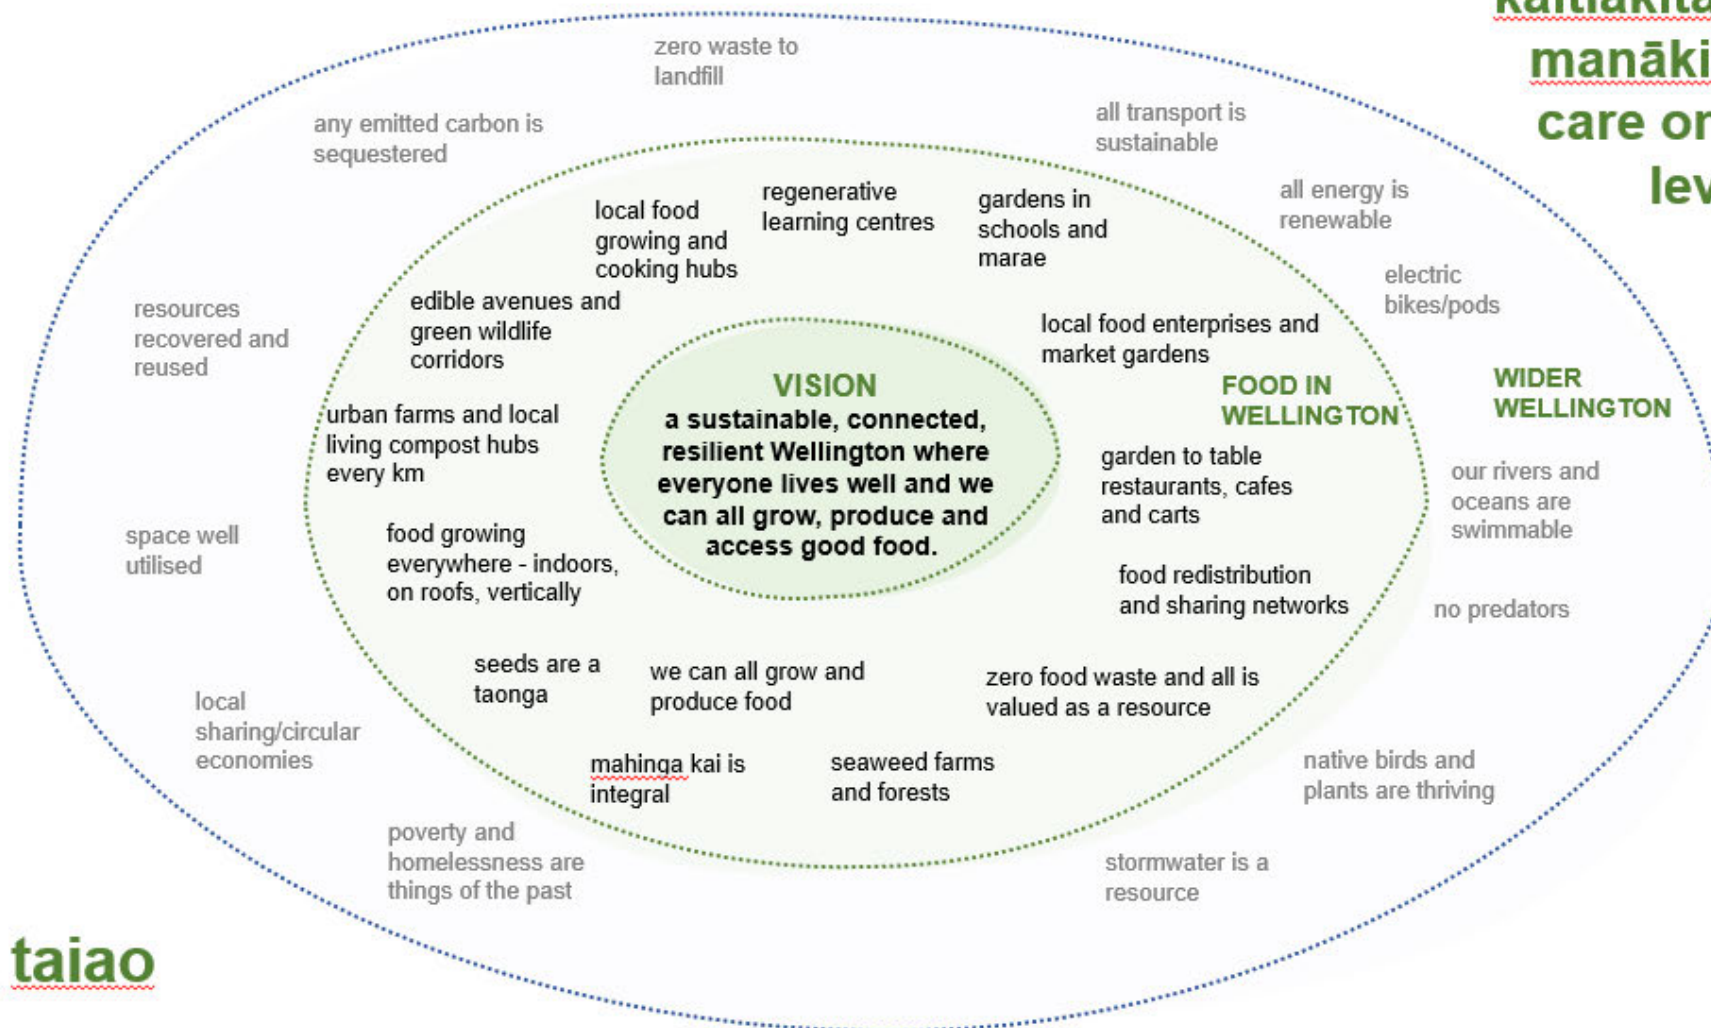 manāki
care
lev
zero waste to
landfill
any emitted carbon is
sequestered
all transport is
sustainable
all energy is
renewable
electric
bikes/pods
resources
recovered and
reused
local food
growing and
cooking hubs
regenerative
learning centres
gardens in
schools and
marae
edible avenues and
green wildlife
corridors
local food enterprises and
market gardens
VISION
a sustainable, connected,
resilient Wellington where
everyone lives well and we
can all grow, produce and
access good food.
FOOD IN
WELLINGTON
WIDER
WELLINGTON
urban farms and local
living compost hubs
every km
garden to table
restaurants, cafes
and carts
our rivers and
oceans are
swimmable
space well
utilised
food growing
everywhere - indoors,
on roofs, vertically
food redistribution
and sharing networks
no predators
seeds are a
taonga
we can all grow and
produce food
zero food waste and all is
valued as a resource
local
sharing/circular
economies
mahinga kai is
integral
seaweed farms
and forests
native birds and
plants are thriving
poverty and
homelessness are
things of the past
stormwater is a
resource
taiao